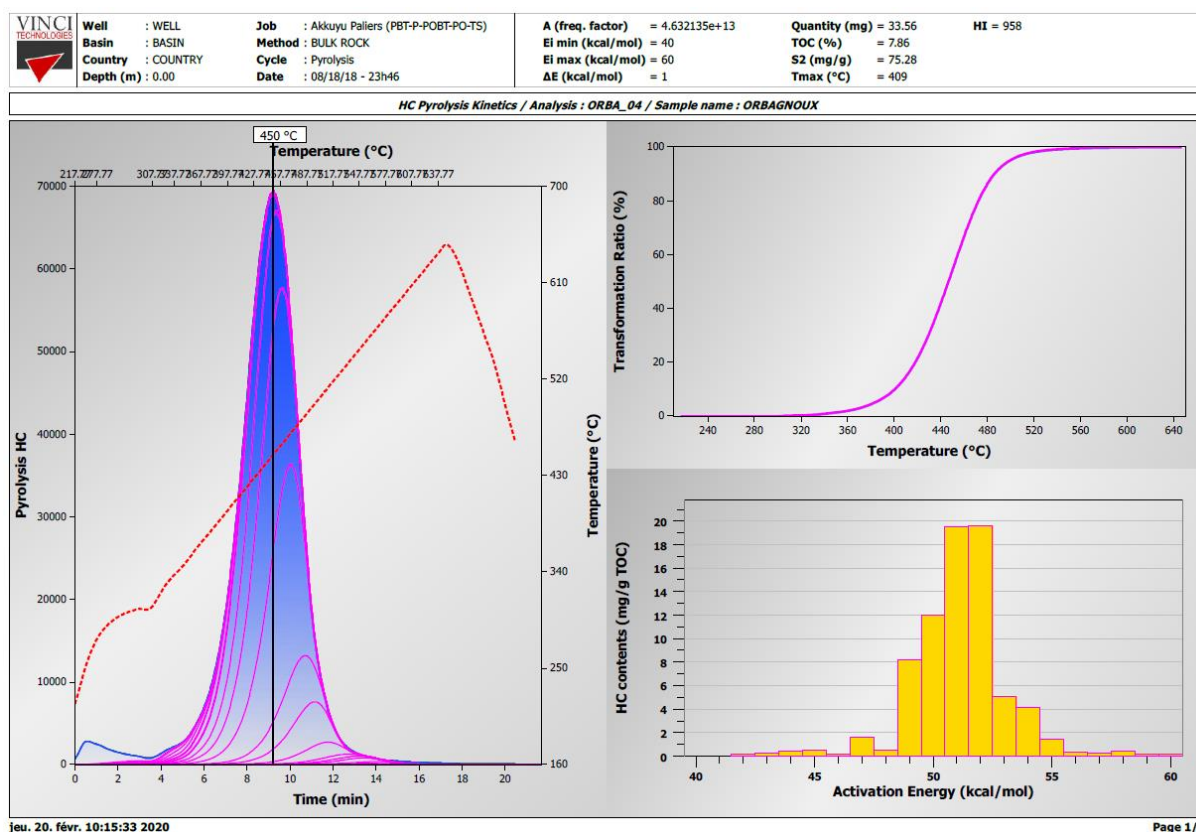 VINCI
TECHNOLOGIES
Well : WELL
Basin : BASIN
Country : COUNTRY
Depth (m) : 0.00
Job : Akkuyu Paliers (PBT-P-POBT-PO-TS)
Method : BULK ROCK
Cycle : Pyrolysis
Date : 08/18/18 - 23h46
A (freq. factor) = 4.632135e+13
Ei min (kcal/mol) = 40
Ei max (kcal/mol) = 60
ΔE (kcal/mol) = 1
Quantity (mg) = 33.56
TOC (%) = 7.86
S2 (mg/g) = 75.28
Tmax (°C) = 409
HI = 958
HC Pyrolysis Kinetics / Analysis : ORBA_04 / Sample name : ORBAGNOUX
450 °C
Temperature (°C)
70000
60000
50000
40000
30000
20000
10000
0
Pyrolysis HC
0 2 4 6 8 10 12 14 16 18 20
Time (min)
700
610
520
430
340
250
160
Temperature (°C)
100
80
60
40
20
0
Transformation Ratio (%)
240 280 320 360 400 440 480 520 560 600 640
Temperature (°C)
20
18
16
14
12
10
8
6
4
2
0
HC contents (mg/g TOC)
40 45 50 55 60
Activation Energy (kcal/mol)
jeu. 20. févr. 10:15:33 2020
Page 1/